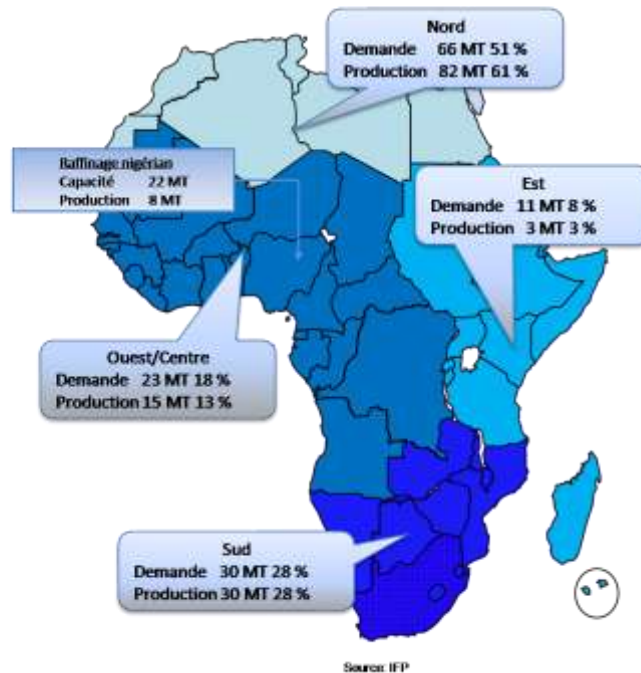 Nord
Demande 66 MT 51 %
Production 82 MT 61 %
Raffinage nigérian
Capacité 22 MT
Production 8 MT
Est
Demande 11 MT 8 %
Production 3 MT 3 %
Ouest/Centre
Demande 23 MT 18 %
Production 15 MT 13 %
Sud
Demande 30 MT 28 %
Production 30 MT 28 %
Source: IFP